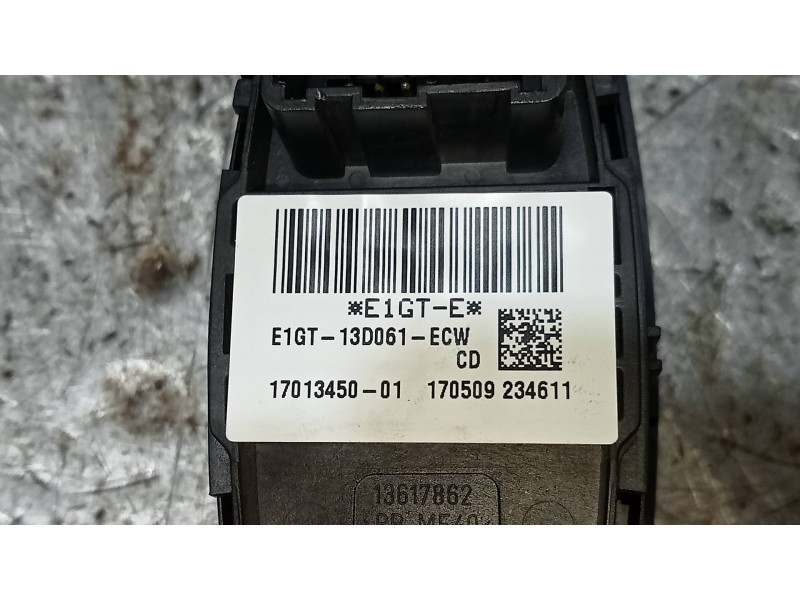 *E1GT-E*
E1GT-13D061-ECW
CD
17013450-01 170509 234611
13617862